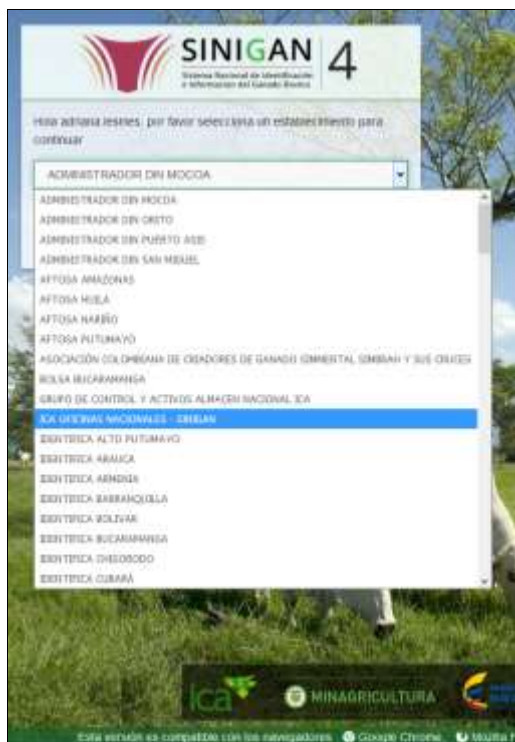 SINIGAN 4
Sistema Nacional de Identificación
e Información del Ganado Bovino
Hola adriana lesmes, por favor selecciona un establecimiento para
continuar
ADMINISTRADOR DIN MOCOA
ADMINISTRADOR DIN MOCOA
ADMINISTRADOR DIN ORITO
ADMINISTRADOR DIN PUERTO ASIS
ADMINISTRADOR DIN SAN MIGUEL
AFTOSA AMAZONAS
AFTOSA HUILA
AFTOSA NARIÑO
AFTOSA PUTUMAYO
ASOCIACIÓN COLOMBIANA DE CRIADORES DE GANADO SIMMENTAL SIMBRAH Y SUS CRUCES
BOLSA BUCARAMANGA
GRUPO DE CONTROL Y ACTIVOS ALMACEN NACIONAL ICA
ICA OFICINAS NACIONALES - SINIGAN
IDENTIFICA ALTO PUTUMAYO
IDENTIFICA ARAUCA
IDENTIFICA ARMENIA
IDENTIFICA BARRANQUILLA
IDENTIFICA BOLIVAR
IDENTIFICA BUCARAMANGA
IDENTIFICA CHIGORODO
IDENTIFICA CUBARÁ
ica
MINAGRICULTURA
Esta versión es compatible con los navegadores Google Chrome Mozilla